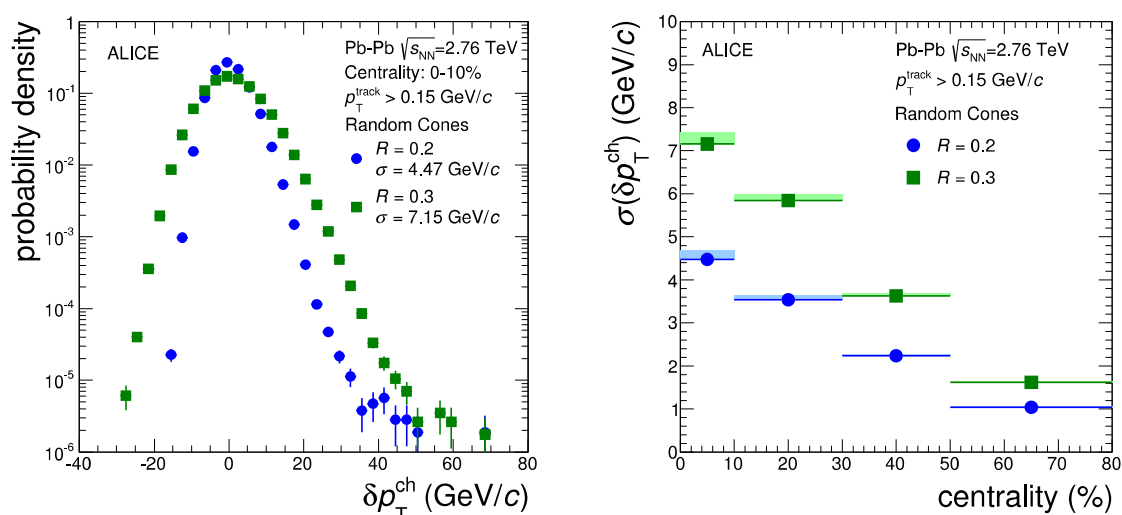 ALICE
Pb-Pb √sNN=2.76 TeV
Centrality: 0-10%
pTtrack > 0.15 GeV/c
Random Cones
R = 0.2
σ = 4.47 GeV/c
R = 0.3
σ = 7.15 GeV/c
probability density
1
10-1
10-2
10-3
10-4
10-5
10-6
-40 -20 0 20 40 60 80
δpTch (GeV/c)
ALICE
Pb-Pb √sNN=2.76 TeV
pTtrack > 0.15 GeV/c
Random Cones
R = 0.2
R = 0.3
σ(δpTch) (GeV/c)
10
9
8
7
6
5
4
3
2
1
0
0 10 20 30 40 50 60 70 80
centrality (%)